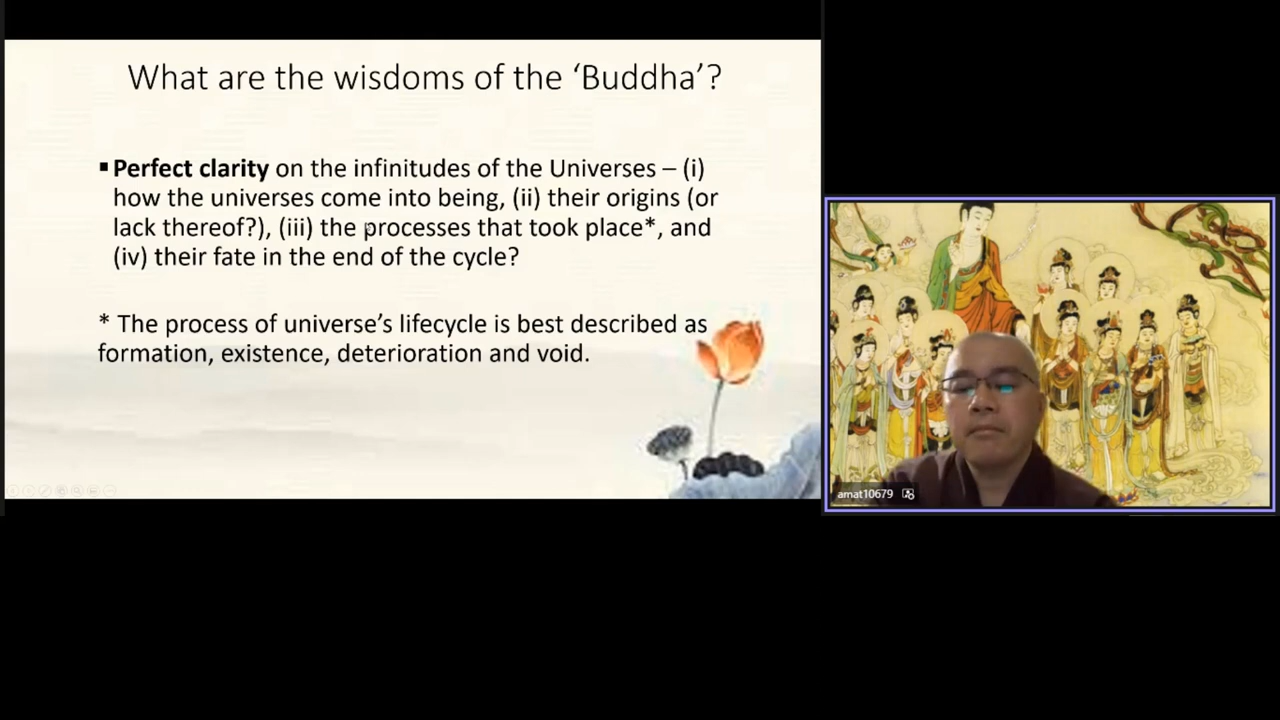 What are the wisdoms of the ‘Buddha’?
▪ Perfect clarity on the infinitudes of the Universes – (i)
how the universes come into being, (ii) their origins (or
lack thereof?), (iii) the processes that took place*, and
(iv) their fate in the end of the cycle?
* The process of universe’s lifecycle is best described as
formation, existence, deterioration and void.
amat10679